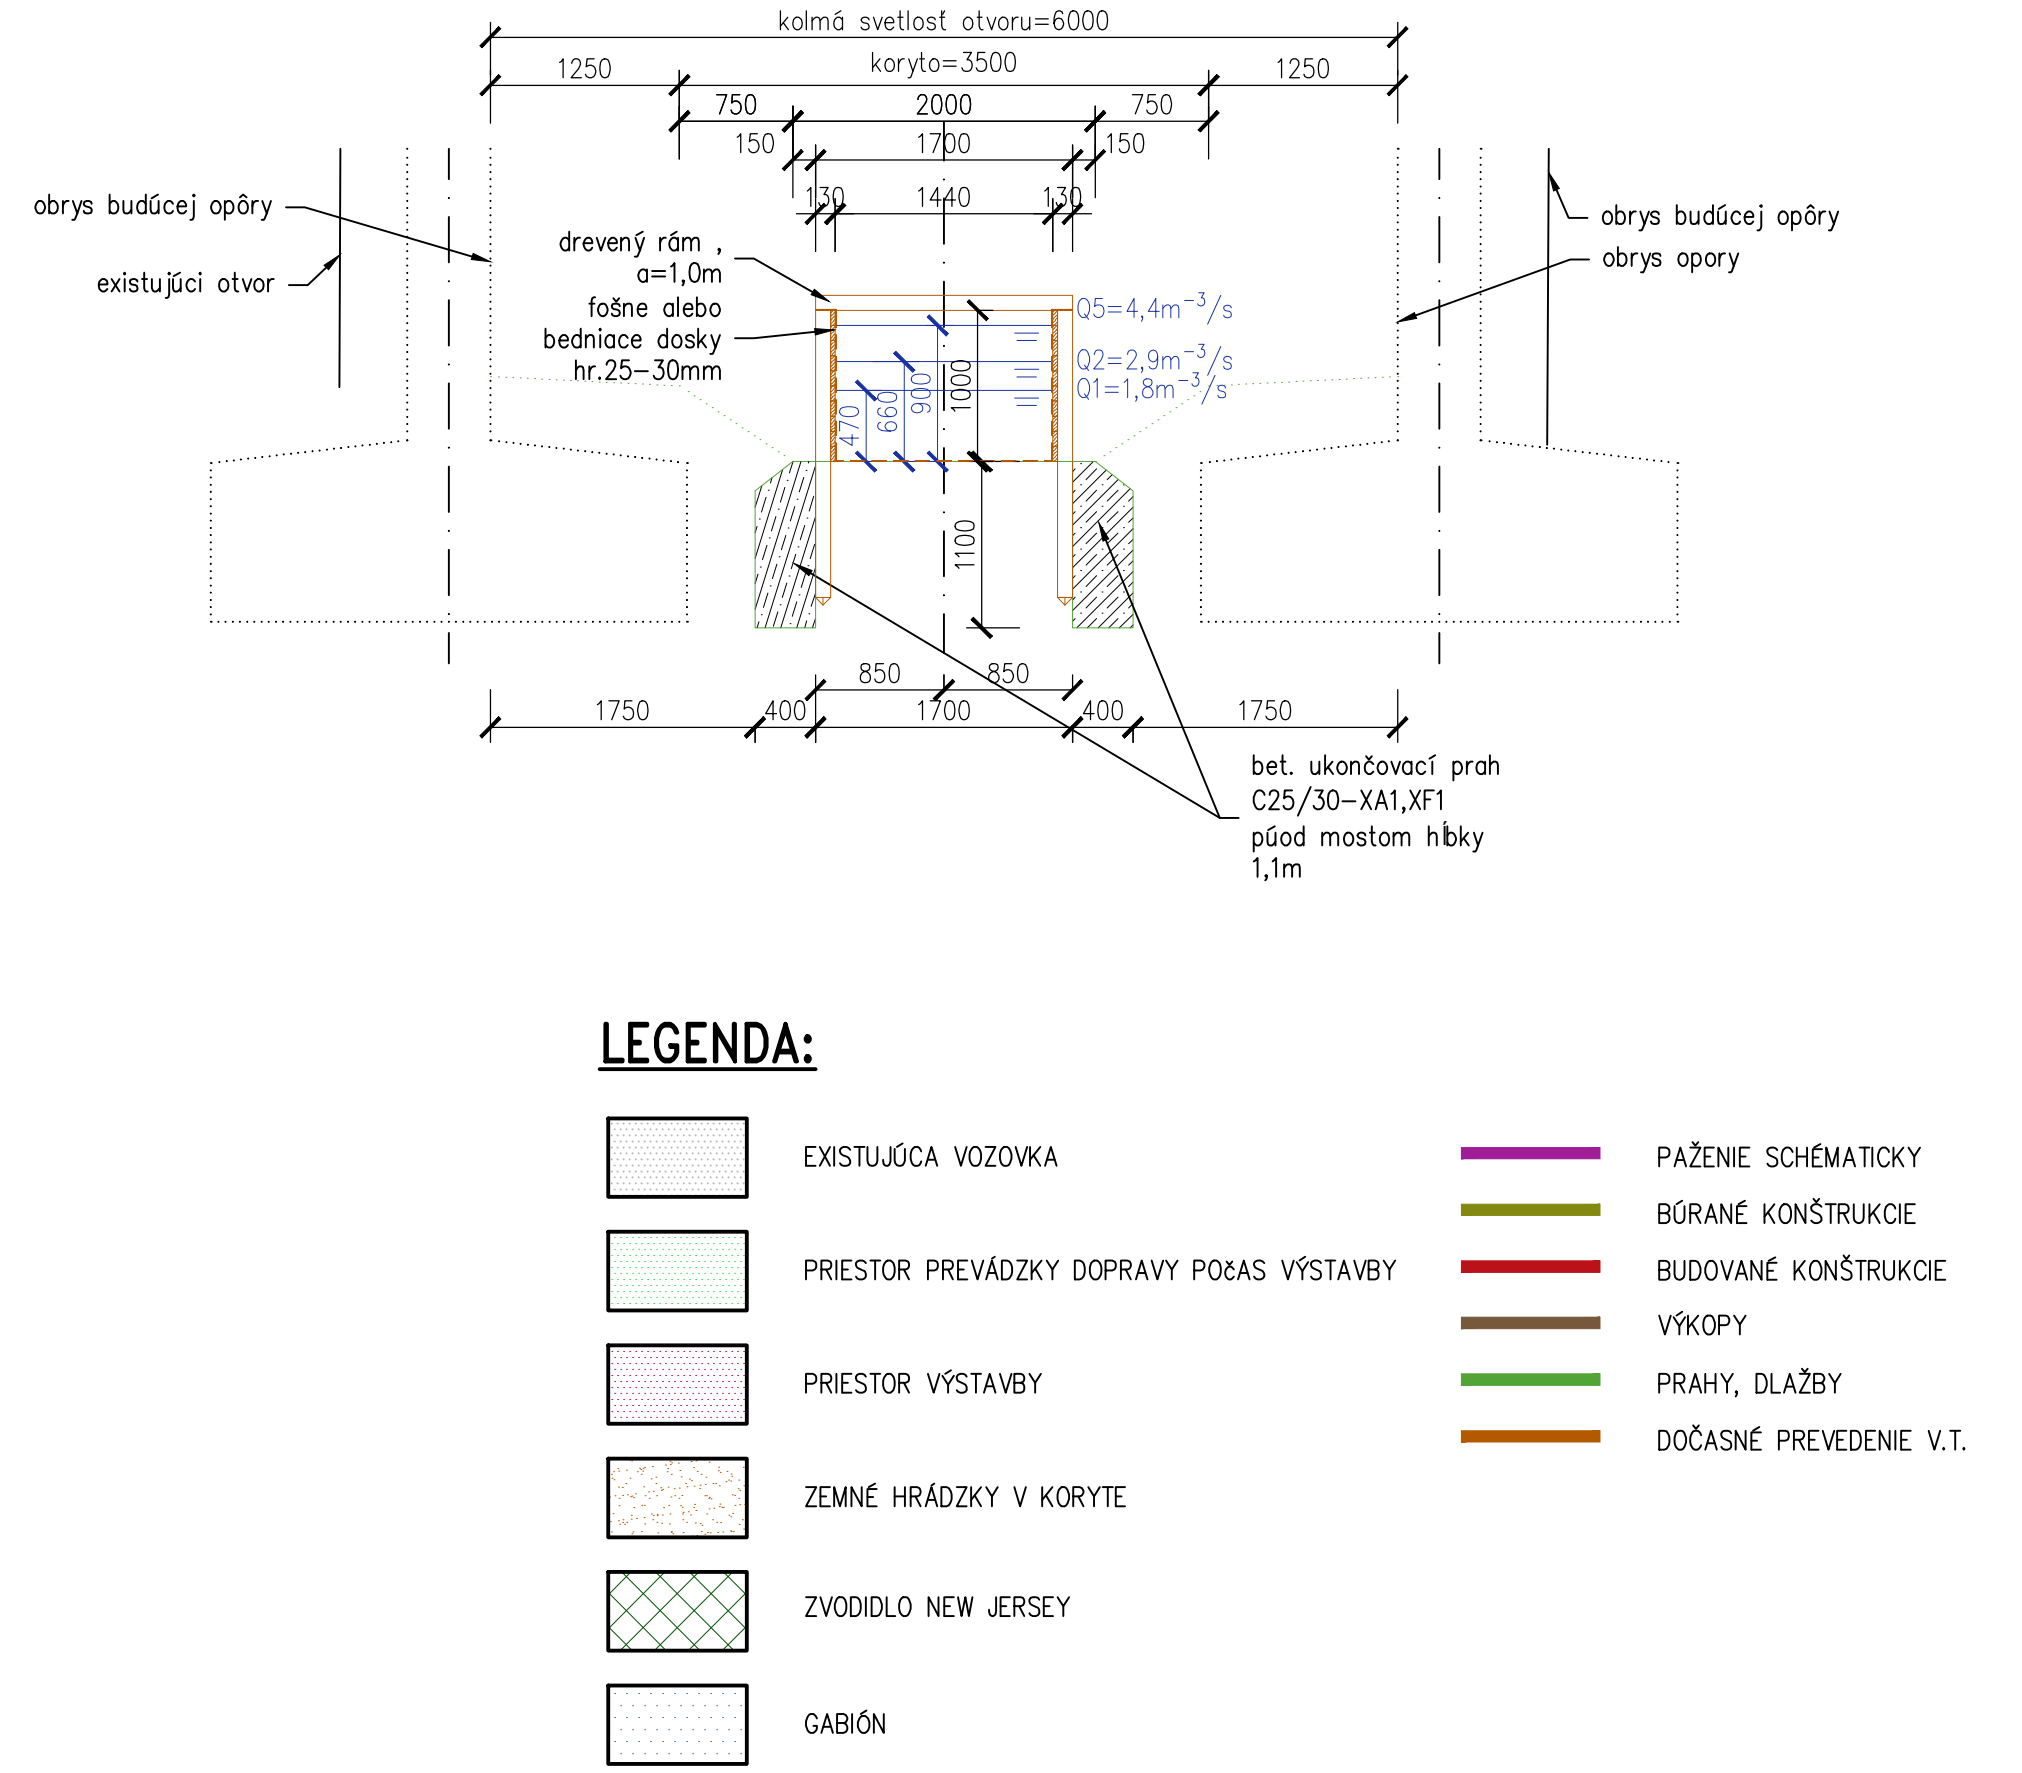 kolmá svetlosť otvoru=6000
1250
koryto=3500
1250
750
2000
750
150
1700
150
130
1440
130
obrys budúcej opôry
existujúci otvor
drevený rám ,
a=1,0m
fošne alebo
bedniace dosky
hr.25-30mm
Q5=4,4m⁻³/s
Q2=2,9m⁻³/s
Q1=1,8m⁻³/s
470
660
900
1000
1100
obrys budúcej opôry
obrys opory
850
850
1750
400
1700
400
1750
bet. ukončovací prah
C25/30-XA1,XF1
púod mostom hĺbky
1,1m
LEGENDA:
EXISTUJÚCA VOZOVKA
PRIESTOR PREVÁDZKY DOPRAVY POčAS VÝSTAVBY
PRIESTOR VÝSTAVBY
ZEMNÉ HRÁDZKY V KORYTE
ZVODIDLO NEW JERSEY
GABIÓN
PAŽENIE SCHÉMATICKY
BÚRANÉ KONŠTRUKCIE
BUDOVANÉ KONŠTRUKCIE
VÝKOPY
PRAHY, DLAŽBY
DOČASNÉ PREVEDENIE V.T.